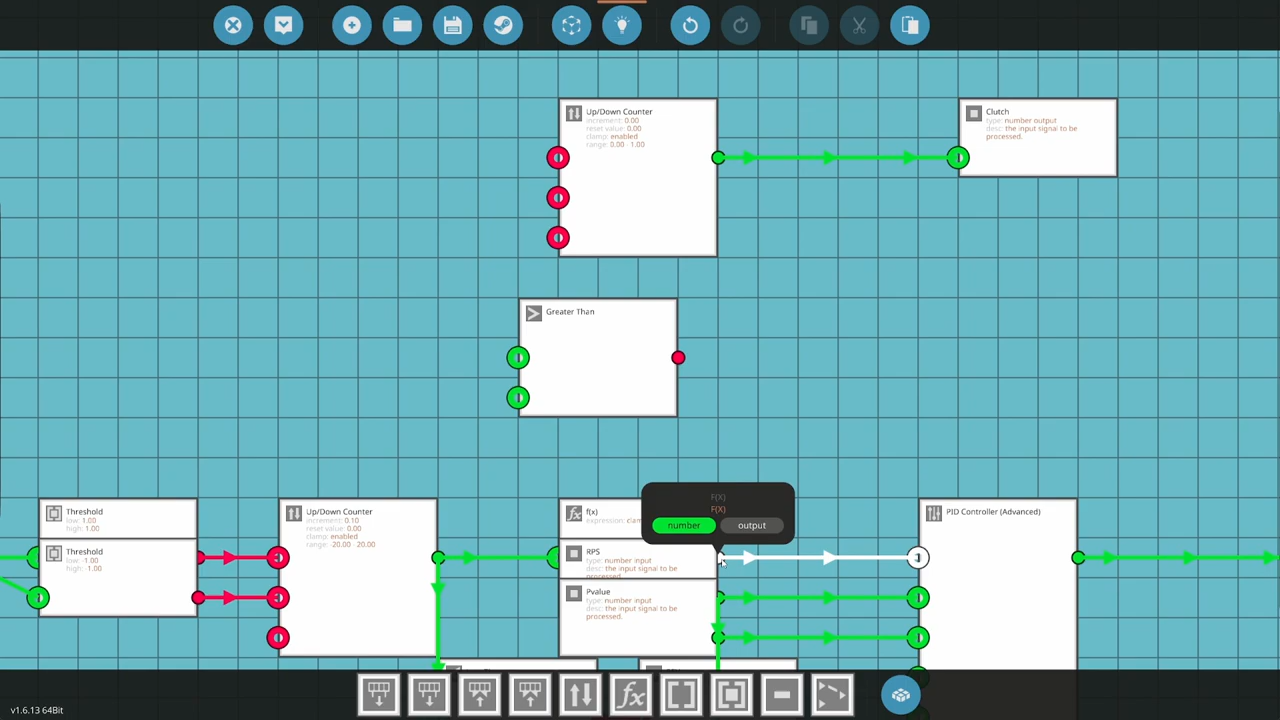 Up/Down Counter
increment: 0.00
reset value: 0.00
clamp: enabled
range: 0.00 - 1.00
Clutch
type: number output
desc: the input signal to be
processed.
Greater Than
Threshold
low: 1.00
high: 1.00
Threshold
low: -1.00
high: -1.00
Up/Down Counter
increment: 0.10
reset value: 0.00
clamp: enabled
range: -20.00 - 20.00
f(x)
expression: clam
F(X)
F(X)
number
output
RPS
type: number input
desc: the input signal to be
processed.
Pvalue
type: number input
desc: the input signal to be
processed.
PID Controller (Advanced)
fx
v1.6.13 64Bit